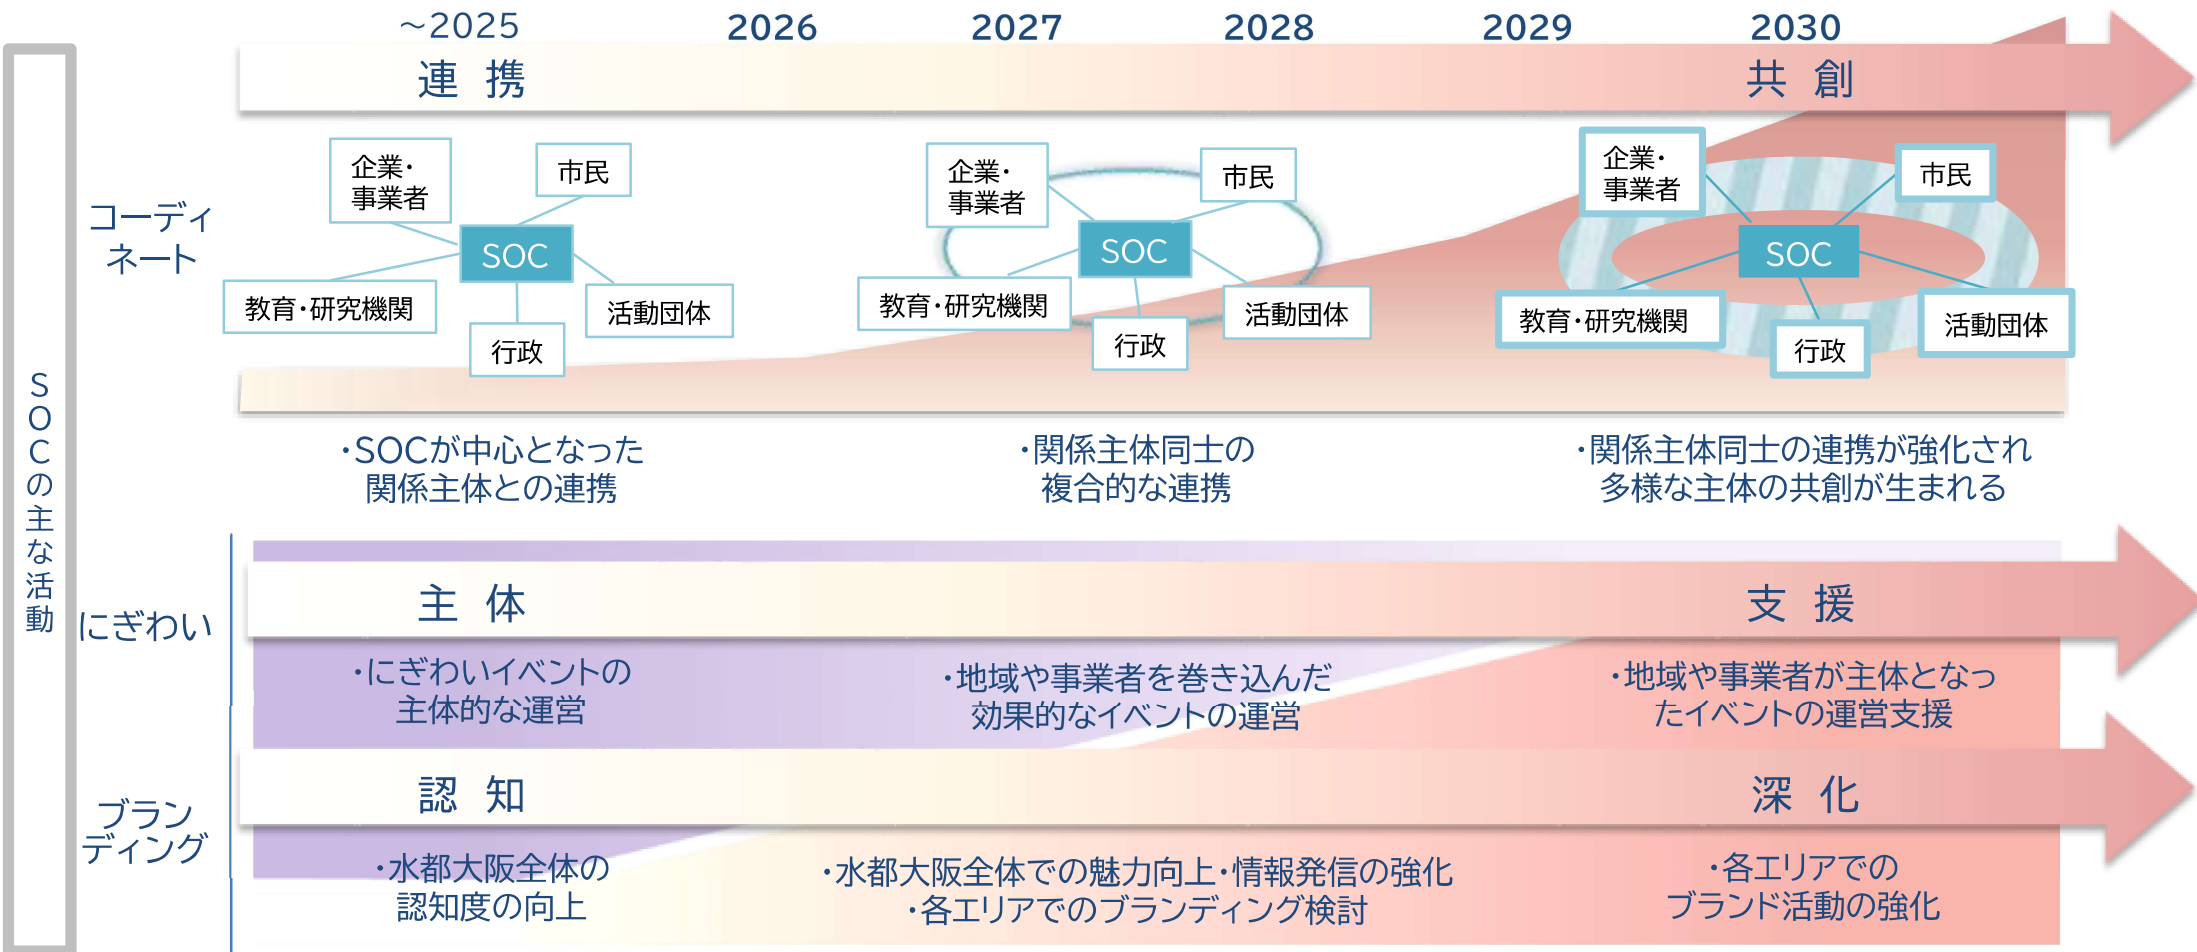 ～2025
2026
2027
2028
2029
2030
連 携
共 創
SOCの主な活動
コーディ
ネート
企業・
事業者
市民
SOC
教育・研究機関
活動団体
行政
企業・
事業者
市民
SOC
教育・研究機関
活動団体
行政
企業・
事業者
市民
SOC
教育・研究機関
活動団体
行政
・SOCが中心となった
関係主体との連携
・関係主体同士の
複合的な連携
・関係主体同士の連携が強化され
多様な主体の共創が生まれる
にぎわい
主 体
支 援
・にぎわいイベントの
主体的な運営
・地域や事業者を巻き込んだ
効果的なイベントの運営
・地域や事業者が主体となっ
たイベントの運営支援
ブラン
ディング
認 知
深 化
・水都大阪全体の
認知度の向上
・水都大阪全体での魅力向上・情報発信の強化
・各エリアでのブランディング検討
・各エリアでの
ブランド活動の強化